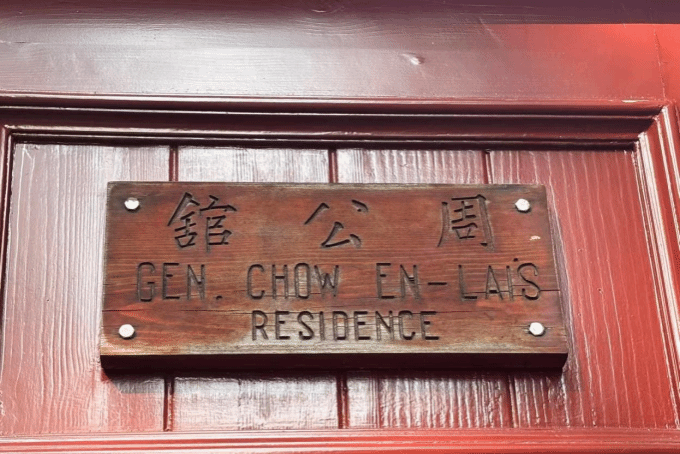 周公舘
GEN. CHOW EN-LAI'S
RESIDENCE